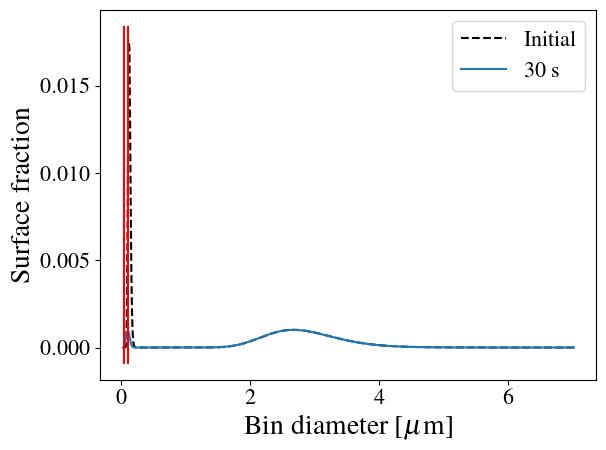 Initial
30 s
Surface fraction
0.015
0.010
0.005
0.000
0
2
4
6
Bin diameter [μm]